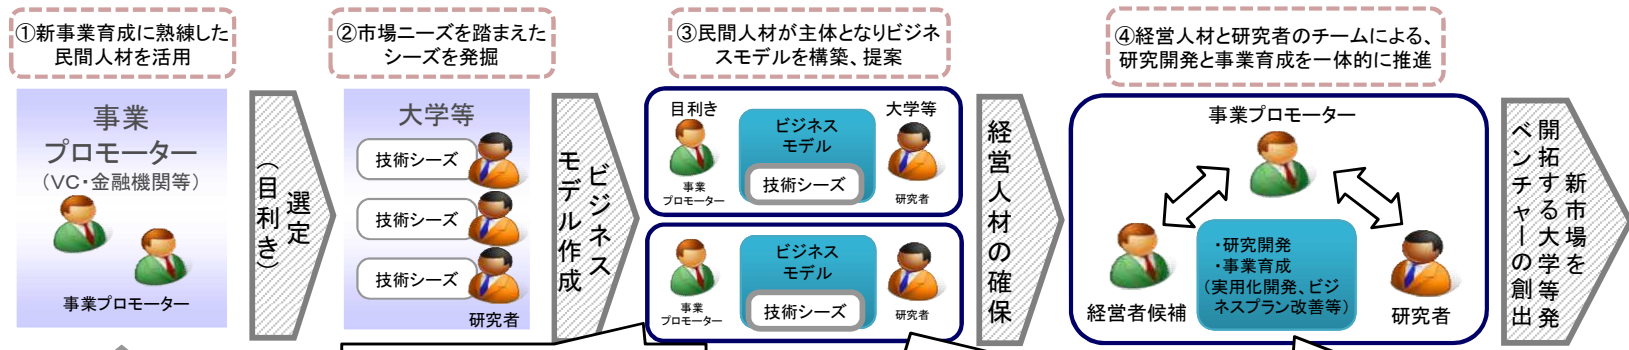 ①新事業育成に熟練した
民間人材を活用
②市場ニーズを踏まえた
シーズを発掘
③民間人材が主体となりビジネ
スモデルを構築、提案
④経営人材と研究者のチームによる、
研究開発と事業育成を一体的に推進
事業
プロモーター
(VC・金融機関等)
事業プロモーター
選定
(目利き)
大学等
技術シーズ
技術シーズ
技術シーズ
研究者
ビジネス
モデル作成
目利き
ビジネス
モデル
技術シーズ
大学等
事業
プロモーター
研究者
ビジネス
モデル
技術シーズ
事業
プロモーター
研究者
経営人材の確保
事業プロモーター
・研究開発
・事業育成
(実用化開発、ビジ
ネスプラン改善等)
経営者候補
研究者
新市場を
開拓する大学等発
ベンチャーの創出